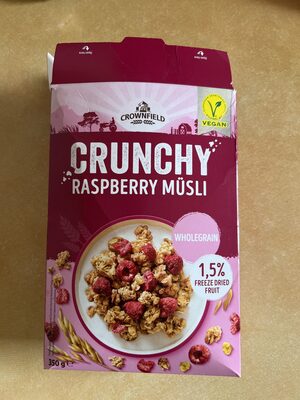 CROWNFIELD
VEGAN
CRUNCHY
RASPBERRY MÜSLI
WHOLEGRAIN
1,5%
FREEZE DRIED
FRUIT
350 g e